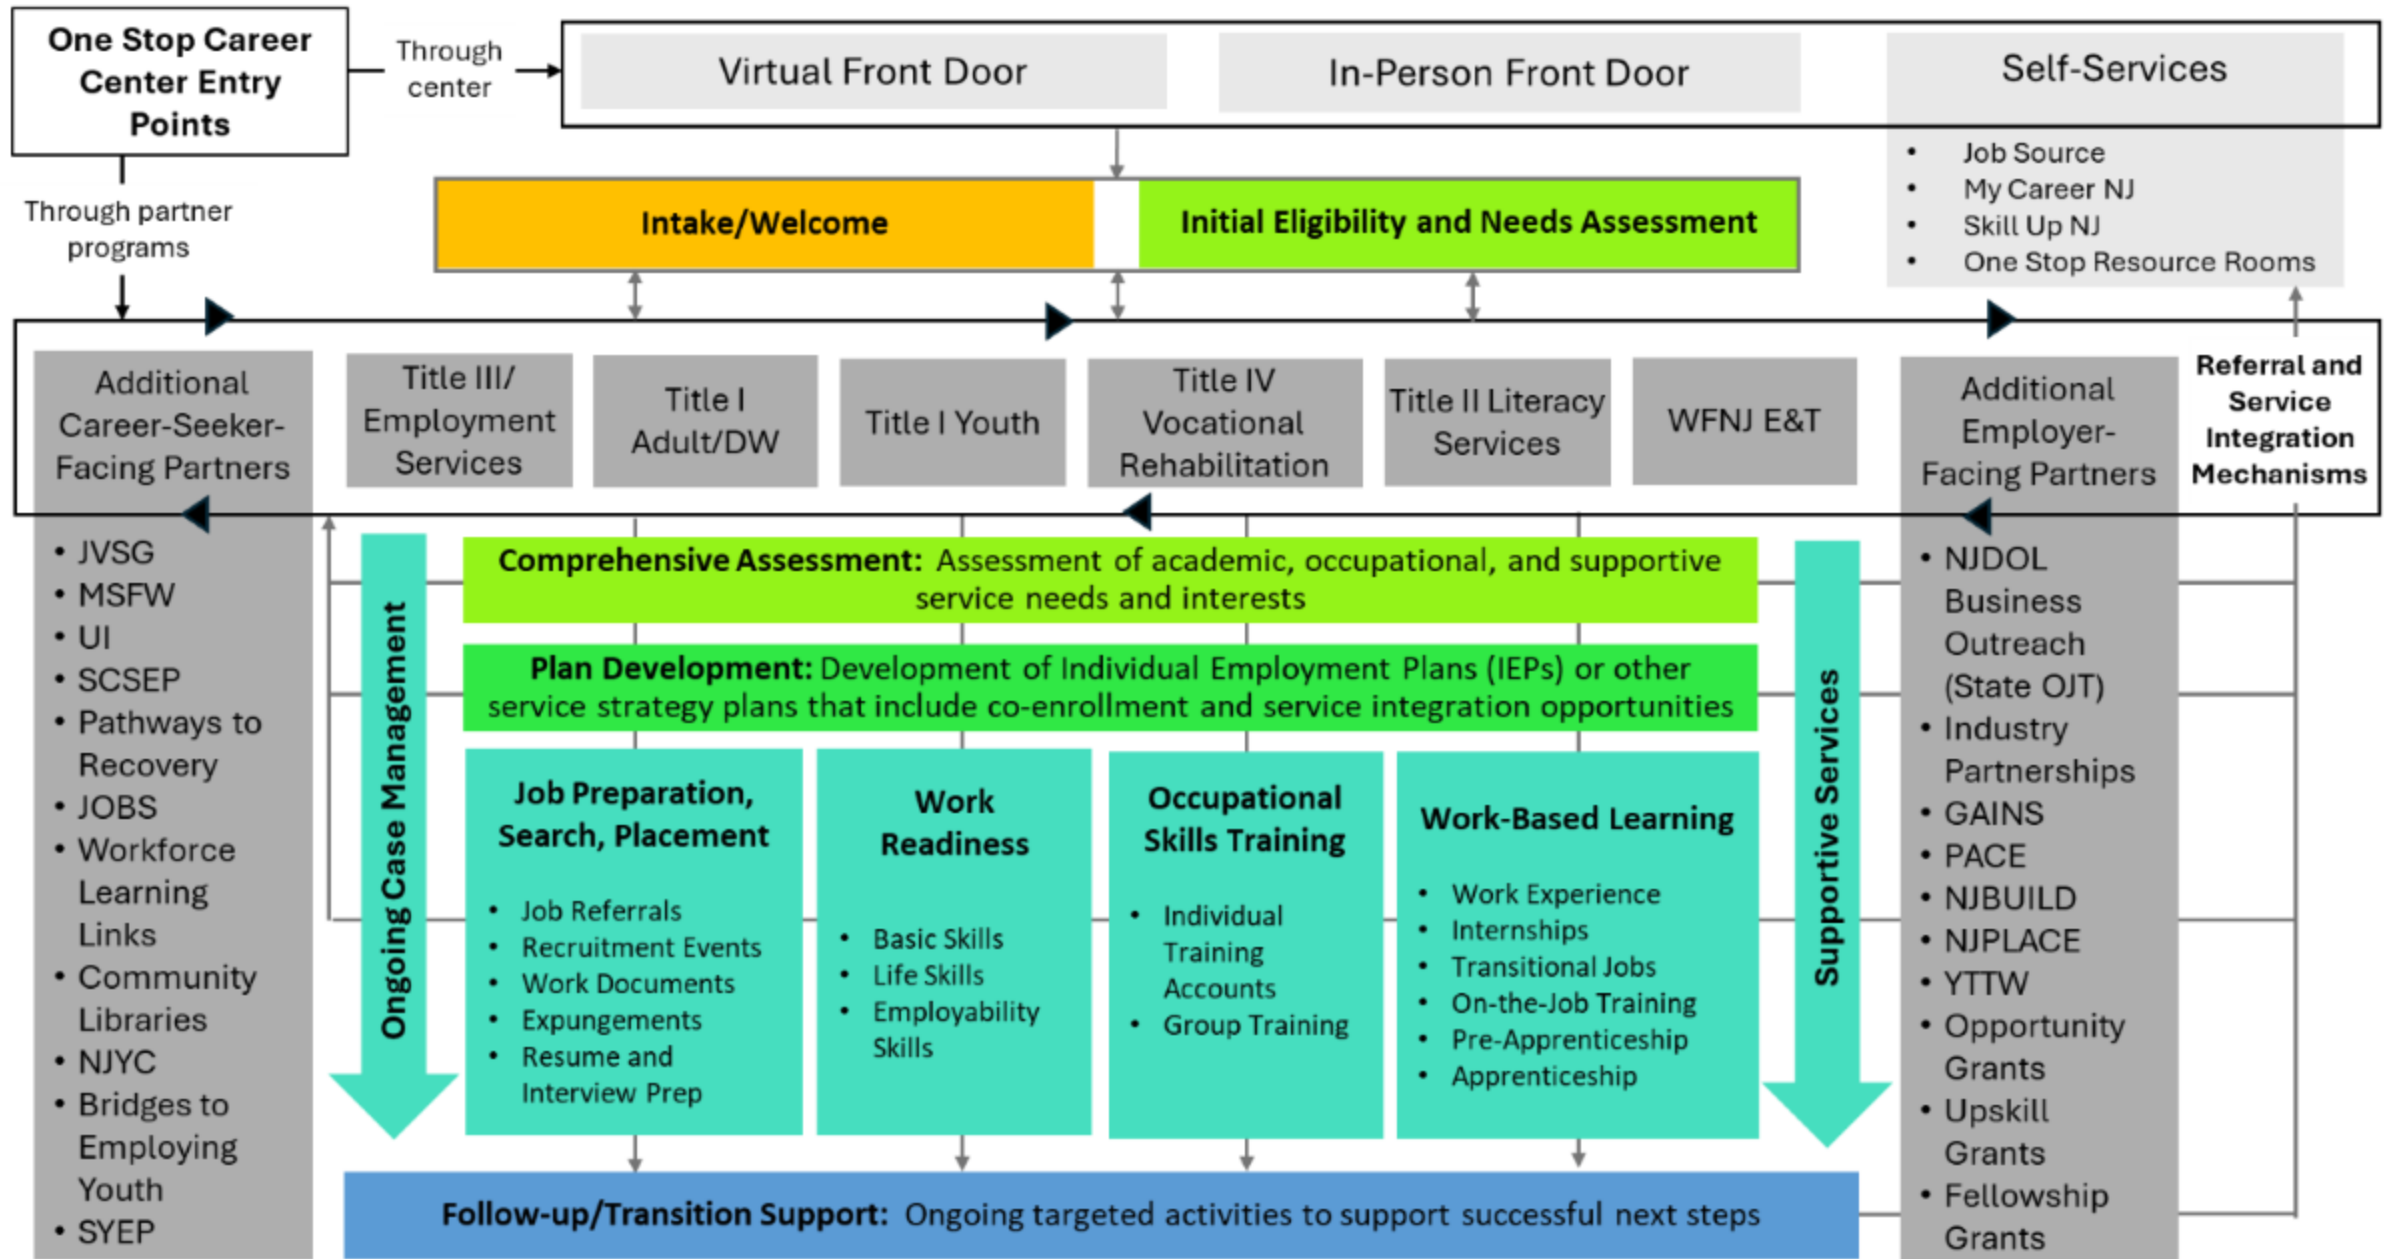 One Stop Career
Center Entry
Points
Through
center
Virtual Front Door
In-Person Front Door
Self-Services
• Job Source
• My Career NJ
• Skill Up NJ
• One Stop Resource Rooms
Through partner
programs
Intake/Welcome
Initial Eligibility and Needs Assessment
Additional
Career-Seeker-
Facing Partners
Title III/
Employment
Services
Title I
Adult/DW
Title I Youth
Title IV
Vocational
Rehabilitation
Title II Literacy
Services
WFNJ E&T
Additional
Employer-
Facing Partners
Referral and
Service
Integration
Mechanisms
• JVSG
• MSFW
• UI
• SCSEP
• Pathways to
Recovery
• JOBS
• Workforce
Learning
Links
• Community
Libraries
• NJYC
• Bridges to
Employing
Youth
• SYEP
Ongoing Case Management
Comprehensive Assessment: Assessment of academic, occupational, and supportive
service needs and interests
Plan Development: Development of Individual Employment Plans (IEPs) or other
service strategy plans that include co-enrollment and service integration opportunities
Job Preparation,
Search, Placement
• Job Referrals
• Recruitment Events
• Work Documents
• Expungements
• Resume and
Interview Prep
Work
Readiness
• Basic Skills
• Life Skills
• Employability
Skills
Occupational
Skills Training
• Individual
Training
Accounts
• Group Training
Work-Based Learning
• Work Experience
• Internships
• Transitional Jobs
• On-the-Job Training
• Pre-Apprenticeship
• Apprenticeship
Supportive Services
• NJDOL
Business
Outreach
(State OJT)
• Industry
Partnerships
• GAINS
• PACE
• NJBUILD
• NJPLACE
• YTTW
• Opportunity
Grants
• Upskill
Grants
• Fellowship
Grants
Follow-up/Transition Support: Ongoing targeted activities to support successful next steps